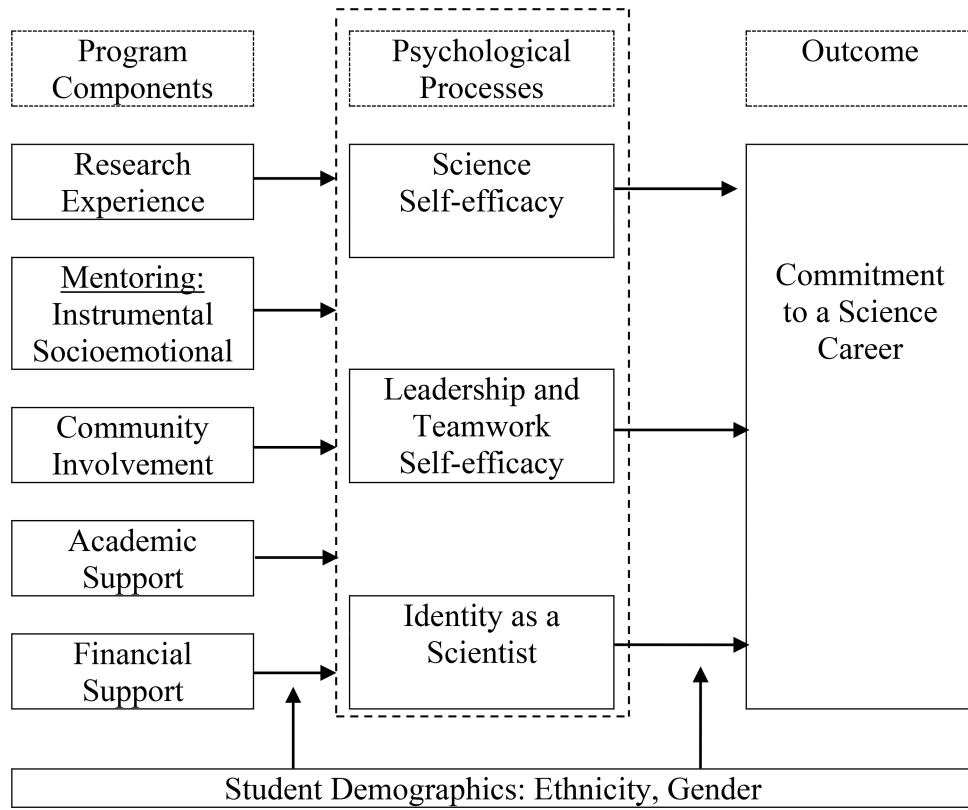 Program
Components
Psychological
Processes
Outcome
Research
Experience
Science
Self-efficacy
Mentoring:
Instrumental
Socioemotional
Commitment
to a Science
Career
Community
Involvement
Leadership and
Teamwork
Self-efficacy
Academic
Support
Identity as a
Scientist
Financial
Support
Student Demographics: Ethnicity, Gender